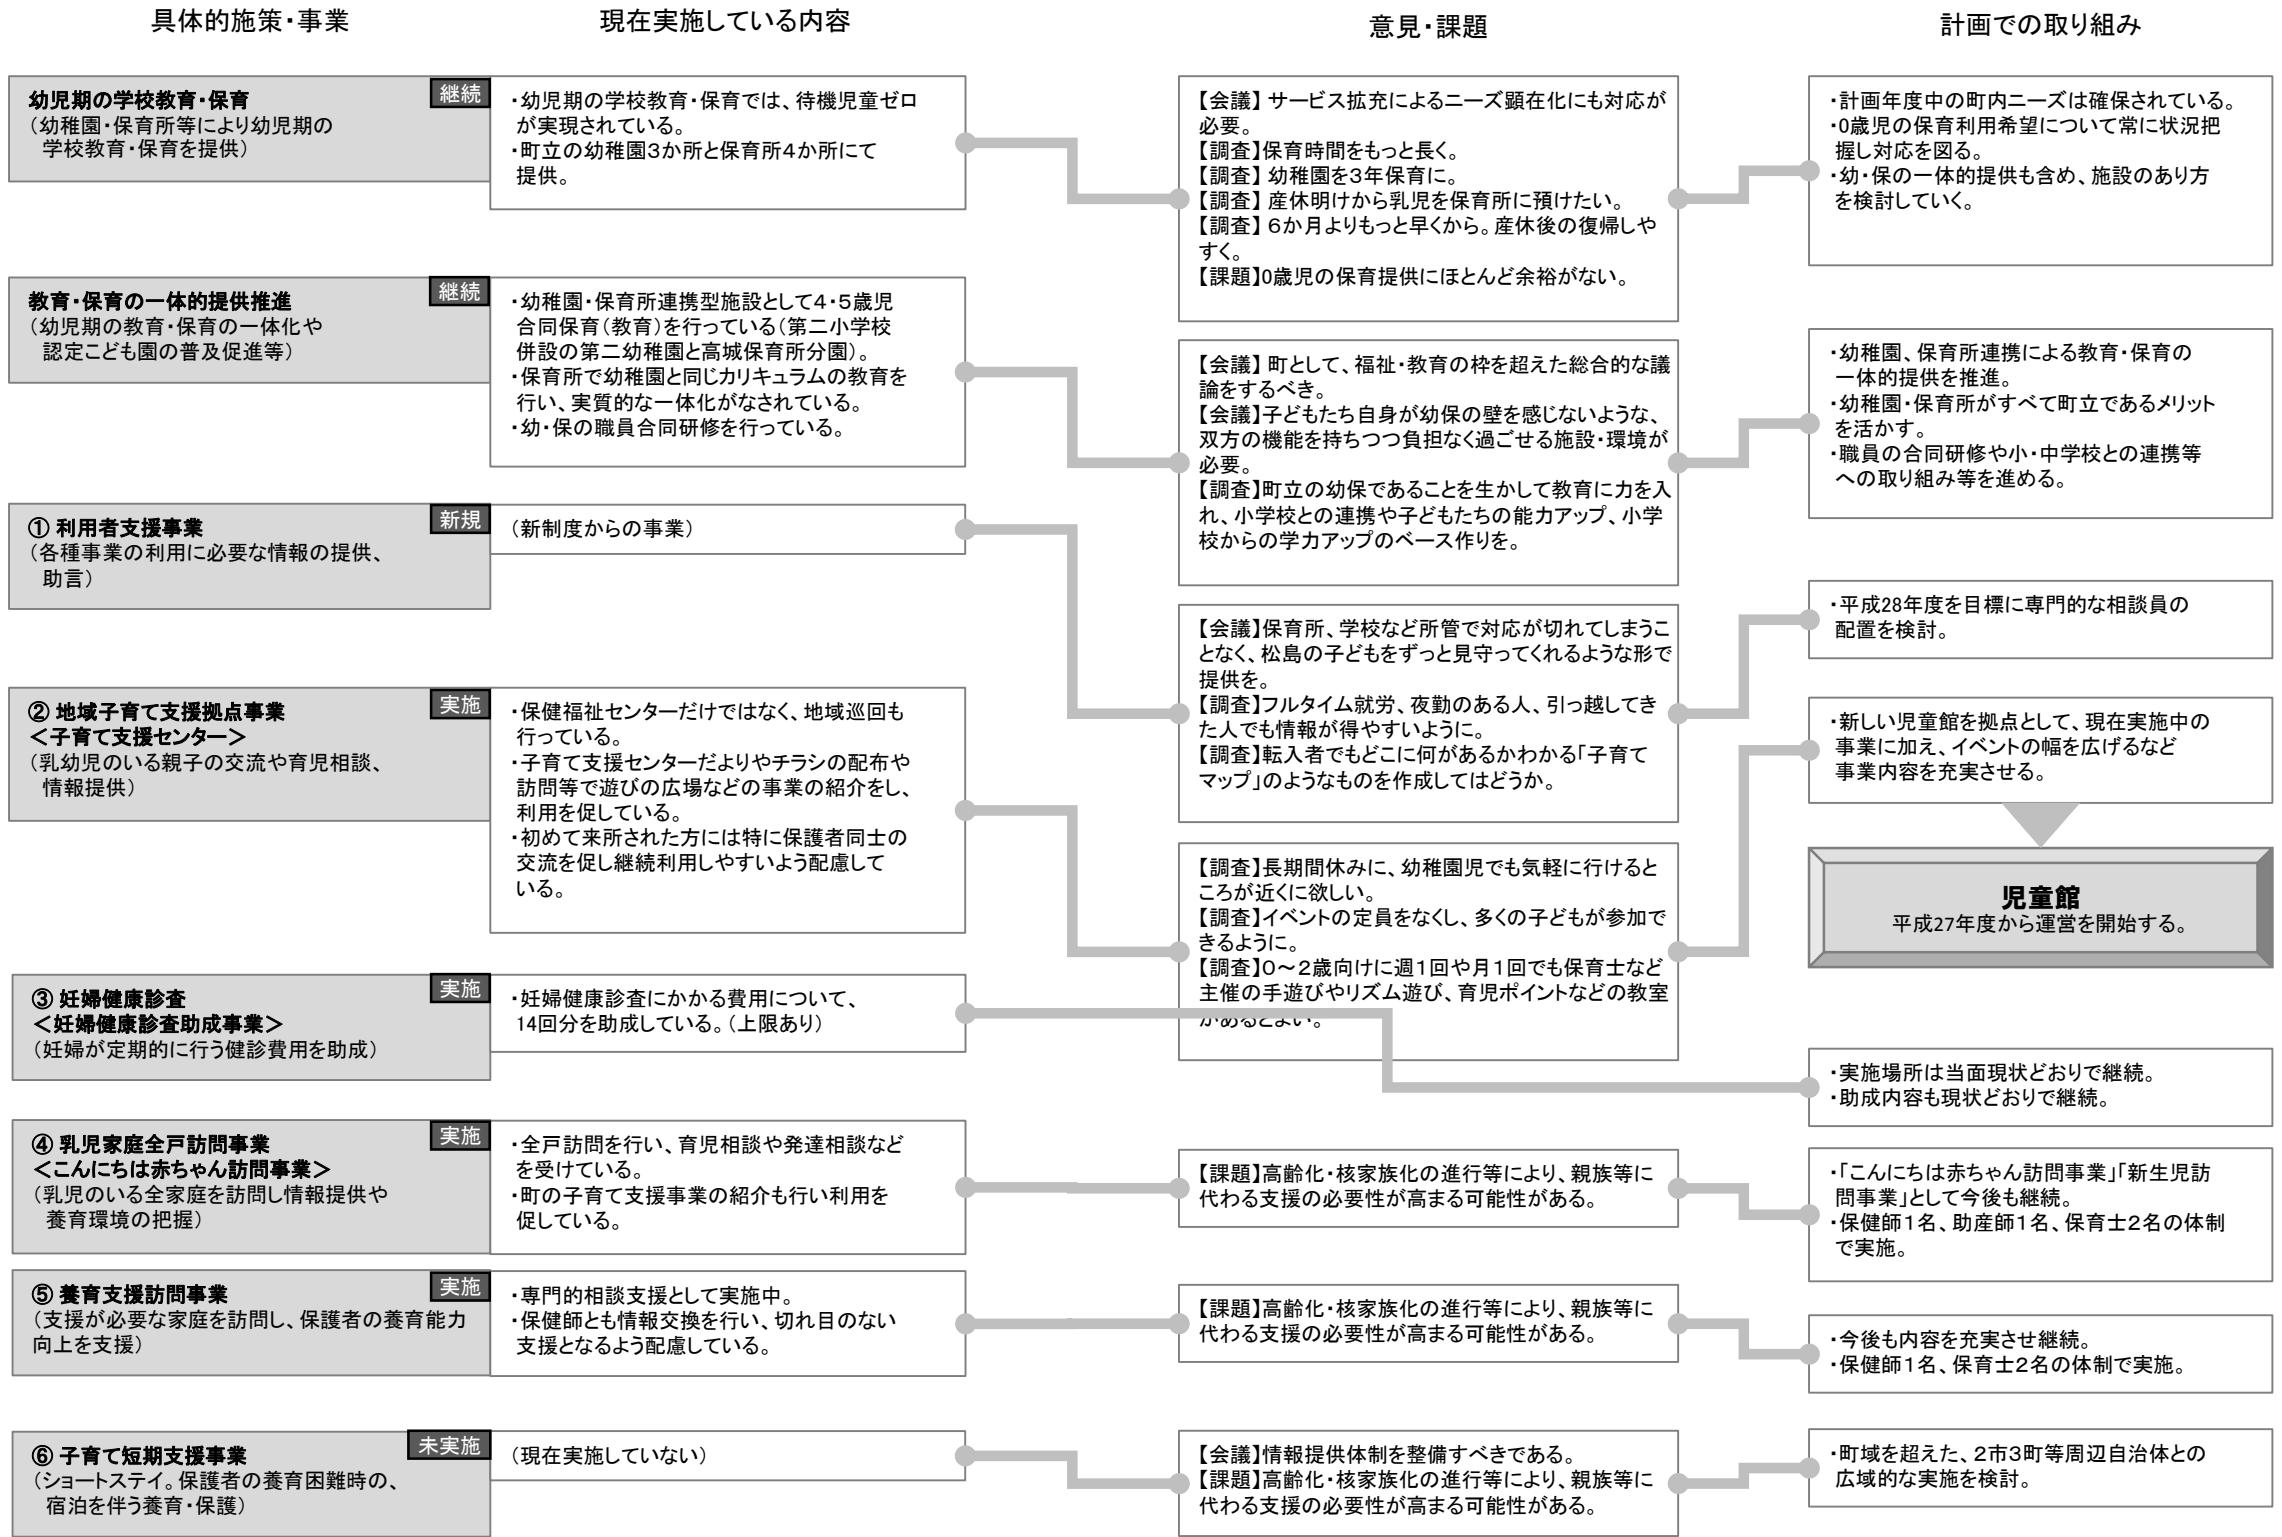 具体的施策・事業
現在実施している内容
意見・課題
計画での取り組み
幼児期の学校教育・保育
継続
（幼稚園・保育所等により幼児期の
学校教育・保育を提供）
・幼児期の学校教育・保育では、待機児童ゼロ
が実現されている。
・町立の幼稚園３か所と保育所４か所にて
提供。
【会議】 サービス拡充によるニーズ顕在化にも対応が
必要。
【調査】保育時間をもっと長く。
【調査】 幼稚園を３年保育に。
【調査】 産休明けから乳児を保育所に預けたい。
【調査】 ６か月よりもっと早くから。産休後の復帰しや
すく。
【課題】0歳児の保育提供にほとんど余裕がない。
・計画年度中の町内ニーズは確保されている。
・0歳児の保育利用希望について常に状況把
握し対応を図る。
・幼・保の一体的提供も含め、施設のあり方
を検討していく。
教育・保育の一体的提供推進
継続
（幼児期の教育・保育の一体化や
認定こども園の普及促進等）
・幼稚園・保育所連携型施設として４・５歳児
合同保育（教育）を行っている（第二小学校
併設の第二幼稚園と高城保育所分園）。
・保育所で幼稚園と同じカリキュラムの教育を
行い、実質的な一体化がなされている。
・幼・保の職員合同研修を行っている。
【会議】 町として、福祉・教育の枠を超えた総合的な議
論をするべき。
【会議】子どもたち自身が幼保の壁を感じないような、
双方の機能を持ちつつ負担なく過ごせる施設・環境が
必要。
【調査】町立の幼保であることを生かして教育に力を入
れ、小学校との連携や子どもたちの能力アップ、小学
校からの学力アップのベース作りを。
・幼稚園、保育所連携による教育・保育の
一体的提供を推進。
・幼稚園・保育所がすべて町立であるメリット
を活かす。
・職員の合同研修や小・中学校との連携等
への取り組み等を進める。
① 利用者支援事業
新規
（各種事業の利用に必要な情報の提供、
助言）
（新制度からの事業）
【会議】保育所、学校など所管で対応が切れてしまうこ
となく、松島の子どもをずっと見守ってくれるような形で
提供を。
【調査】フルタイム就労、夜勤のある人、引っ越してき
た人でも情報が得やすいように。
【調査】転入者でもどこに何があるかわかる「子育て
マップ」のようなものを作成してはどうか。
・平成28年度を目標に専門的な相談員の
配置を検討。
② 地域子育て支援拠点事業
実施
＜子育て支援センター＞
（乳幼児のいる親子の交流や育児相談、
情報提供）
・保健福祉センターだけではなく、地域巡回も
行っている。
・子育て支援センターだよりやチラシの配布や
訪問等で遊びの広場などの事業の紹介をし、
利用を促している。
・初めて来所された方には特に保護者同士の
交流を促し継続利用しやすいよう配慮して
いる。
【調査】長期間休みに、幼稚園児でも気軽に行けると
ころが近くに欲しい。
【調査】イベントの定員をなくし、多くの子どもが参加で
きるように。
【調査】０～２歳向けに週１回や月１回でも保育士など
主催の手遊びやリズム遊び、育児ポイントなどの教室
があるとよい。
・新しい児童館を拠点として、現在実施中の
事業に加え、イベントの幅を広げるなど
事業内容を充実させる。
児童館
平成27年度から運営を開始する。
③ 妊婦健康診査
実施
＜妊婦健康診査助成事業＞
（妊婦が定期的に行う健診費用を助成）
・妊婦健康診査にかかる費用について、
14回分を助成している。（上限あり）
・実施場所は当面現状どおりで継続。
・助成内容も現状どおりで継続。
④ 乳児家庭全戸訪問事業
実施
＜こんにちは赤ちゃん訪問事業＞
（乳児のいる全家庭を訪問し情報提供や
養育環境の把握）
・全戸訪問を行い、育児相談や発達相談など
を受けている。
・町の子育て支援事業の紹介も行い利用を
促している。
【課題】高齢化・核家族化の進行等により、親族等に
代わる支援の必要性が高まる可能性がある。
・「こんにちは赤ちゃん訪問事業」「新生児訪
問事業」として今後も継続。
・保健師１名、助産師１名、保育士２名の体制
で実施。
⑤ 養育支援訪問事業
実施
（支援が必要な家庭を訪問し、保護者の養育能力
向上を支援）
・専門的相談支援として実施中。
・保健師とも情報交換を行い、切れ目のない
支援となるよう配慮している。
【課題】高齢化・核家族化の進行等により、親族等に
代わる支援の必要性が高まる可能性がある。
・今後も内容を充実させ継続。
・保健師１名、保育士２名の体制で実施。
⑥ 子育て短期支援事業
未実施
（ショートステイ。保護者の養育困難時の、
宿泊を伴う養育・保護）
（現在実施していない）
【会議】情報提供体制を整備すべきである。
【課題】高齢化・核家族化の進行等により、親族等に
代わる支援の必要性が高まる可能性がある。
・町域を超えた、２市３町等周辺自治体との
広域的な実施を検討。